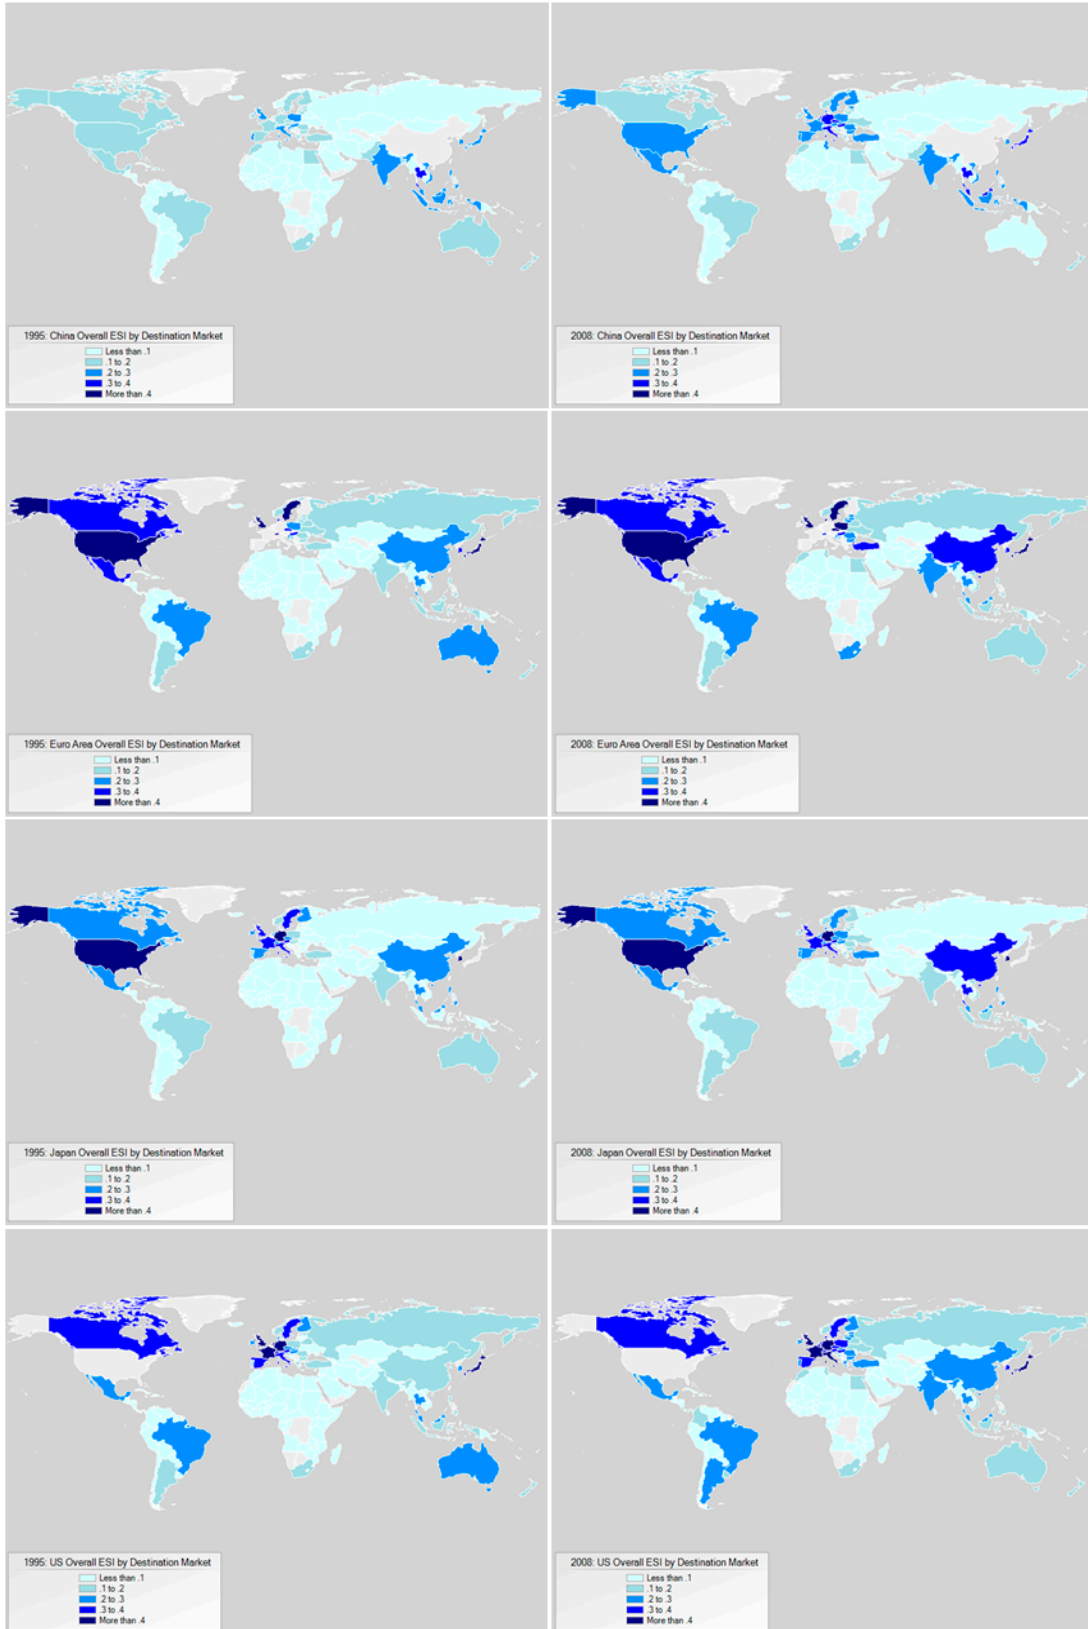 1995: China Overall ESI by Destination Market
Less than .1
.1 to .2
.2 to .3
.3 to .4
More than .4
2008: China Overall ESI by Destination Market
Less than .1
.1 to .2
.2 to .3
.3 to .4
More than .4
1995: Euro Area Overall ESI by Destination Market
Less than .1
.1 to .2
.2 to .3
.3 to .4
More than .4
2008: Euro Area Overall ESI by Destination Market
Less than .1
.1 to .2
.2 to .3
.3 to .4
More than .4
1995: Japan Overall ESI by Destination Market
Less than .1
.1 to .2
.2 to .3
.3 to .4
More than .4
2008: Japan Overall ESI by Destination Market
Less than .1
.1 to .2
.2 to .3
.3 to .4
More than .4
1995: US Overall ESI by Destination Market
Less than .1
.1 to .2
.2 to .3
.3 to .4
More than .4
2008: US Overall ESI by Destination Market
Less than .1
.1 to .2
.2 to .3
.3 to .4
More than .4